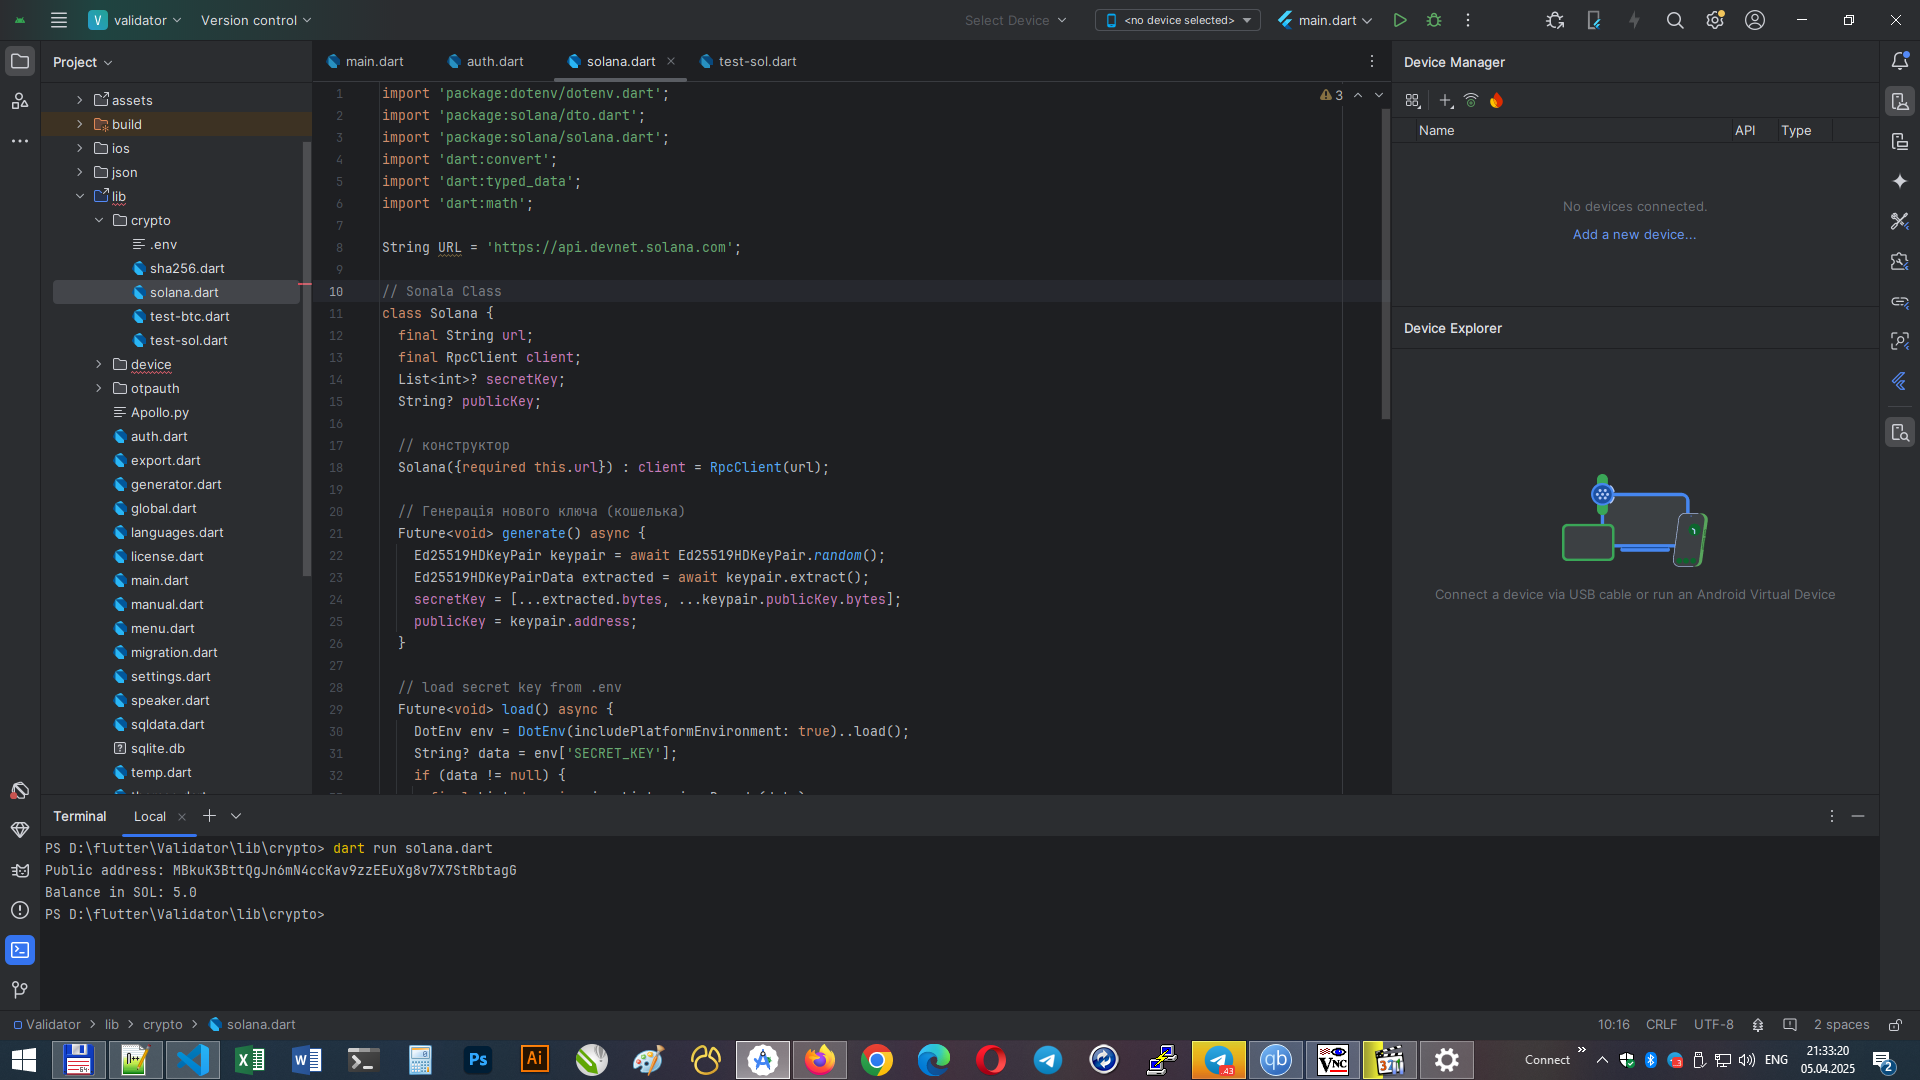 V validator
Version control
Select Device
<no device selected>
main.dart
Project
assets
build
ios
json
lib
crypto
.env
sha256.dart
solana.dart
test-btc.dart
test-sol.dart
device
otpauth
Apollo.py
auth.dart
export.dart
generator.dart
global.dart
languages.dart
license.dart
main.dart
manual.dart
menu.dart
migration.dart
settings.dart
speaker.dart
sqldata.dart
sqlite.db
temp.dart
main.dart
auth.dart
solana.dart
test-sol.dart
3
1 import 'package:dotenv/dotenv.dart';
2 import 'package:solana/dto.dart';
3 import 'package:solana/solana.dart';
4 import 'dart:convert';
5 import 'dart:typed_data';
6 import 'dart:math';
7
8 String URL = 'https://api.devnet.solana.com';
9
10 // Sonala Class
11 class Solana {
12 final String url;
13 final RpcClient client;
14 List<int>? secretKey;
15 String? publicKey;
16
17 // конструктор
18 Solana({required this.url}) : client = RpcClient(url);
19
20 // Генерація нового ключа (кошелька)
21 Future<void> generate() async {
22 Ed25519HDKeyPair keypair = await Ed25519HDKeyPair.random();
23 Ed25519HDKeyPairData extracted = await keypair.extract();
24 secretKey = [...extracted.bytes, ...keypair.publicKey.bytes];
25 publicKey = keypair.address;
26 }
27
28 // load secret key from .env
29 Future<void> load() async {
30 DotEnv env = DotEnv(includePlatformEnvironment: true)..load();
31 String? data = env['SECRET_KEY'];
32 if (data != null) {
Device Manager
Name API Type
No devices connected.
Add a new device...
Device Explorer
Connect a device via USB cable or run an Android Virtual Device
Terminal Local
PS D:\flutter\Validator\lib\crypto> dart run solana.dart
Public address: MBkuK3BttQgJn6mN4ccKav9zzEEuXg8v7X7StRbtagG
Balance in SOL: 5.0
PS D:\flutter\Validator\lib\crypto>
Validator > lib > crypto > solana.dart
10:16 CRLF UTF-8 2 spaces
Connect
ENG
21:33:20
05.04.2025
2